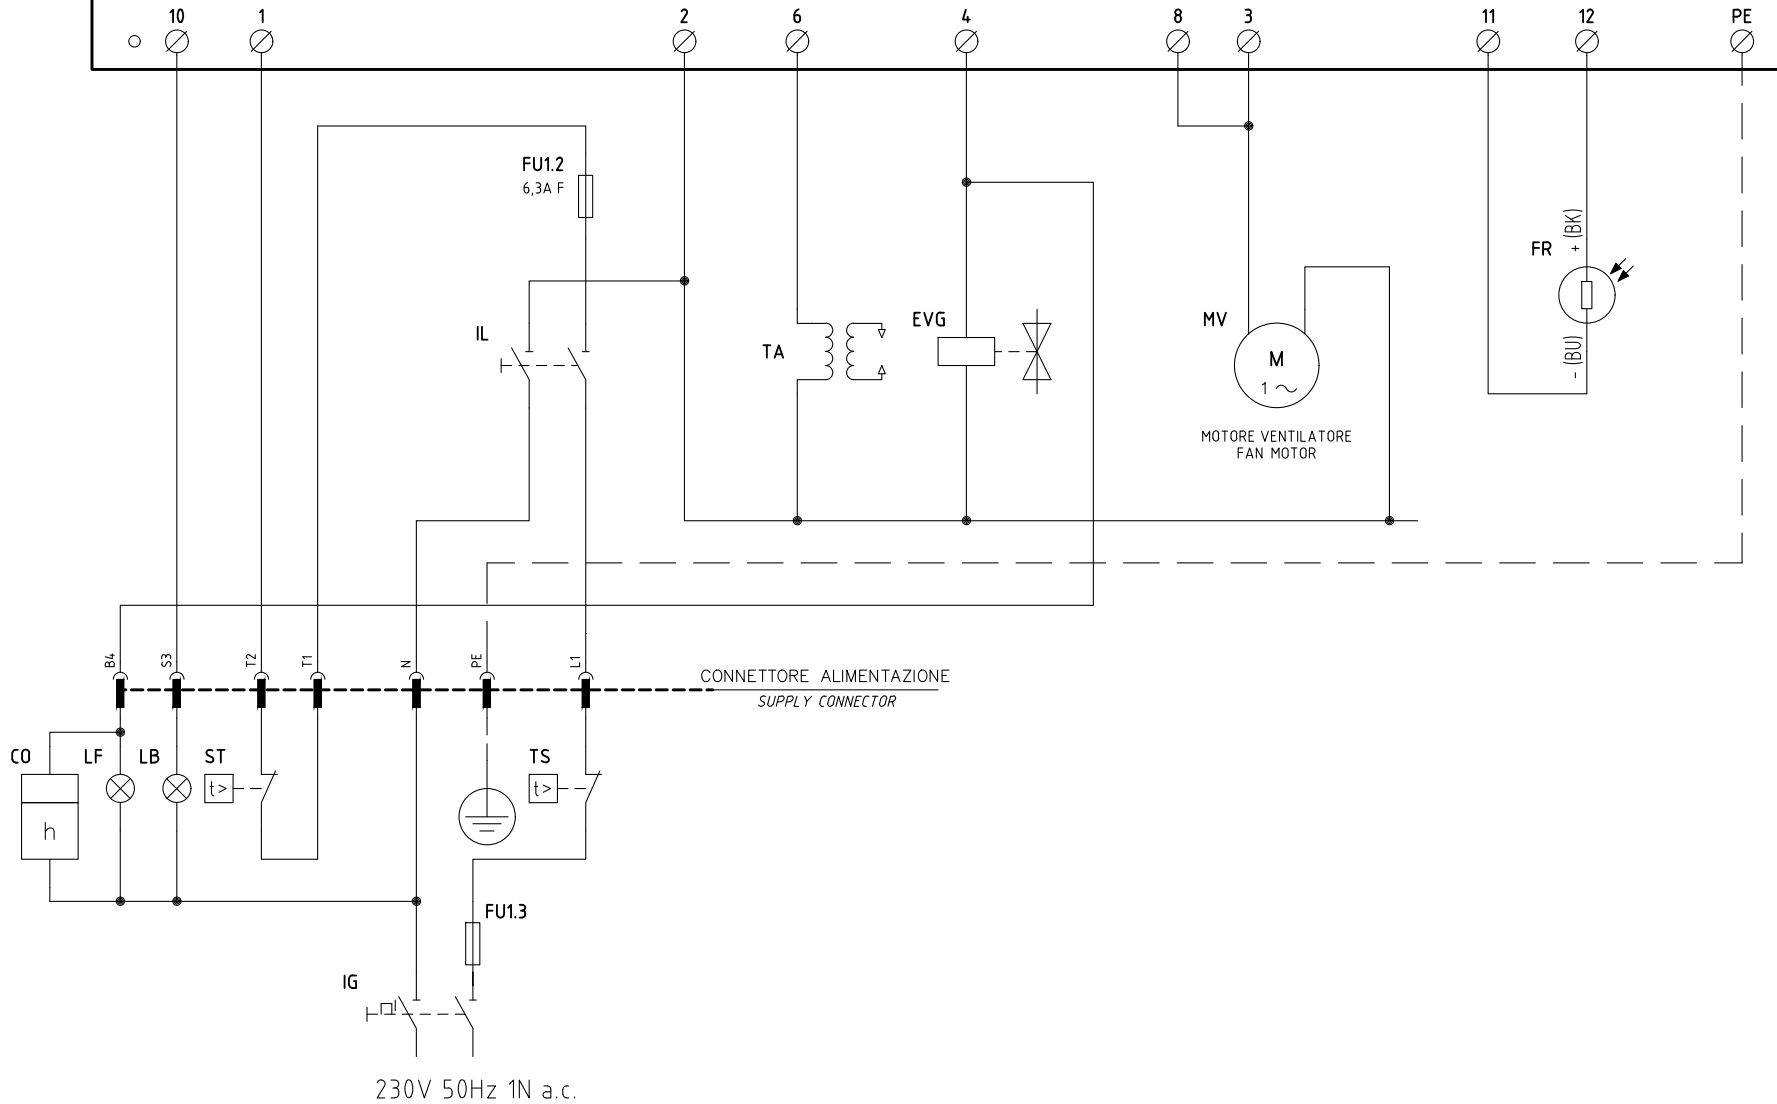 10 1 2 6 4 8 3 11 12 PE
FU1.2
6,3A F
+ (BK)
FR
IL
TA
EVG
MV
M
1 ~
- (BU)
MOTORE VENTILATORE
FAN MOTOR
B4 S3 T2 T1 N PE L1
CONNETTORE ALIMENTAZIONE
SUPPLY CONNECTOR
CO LF LB ST TS
t> t>
h
FU1.3
IG
230V 50Hz 1N a.c.